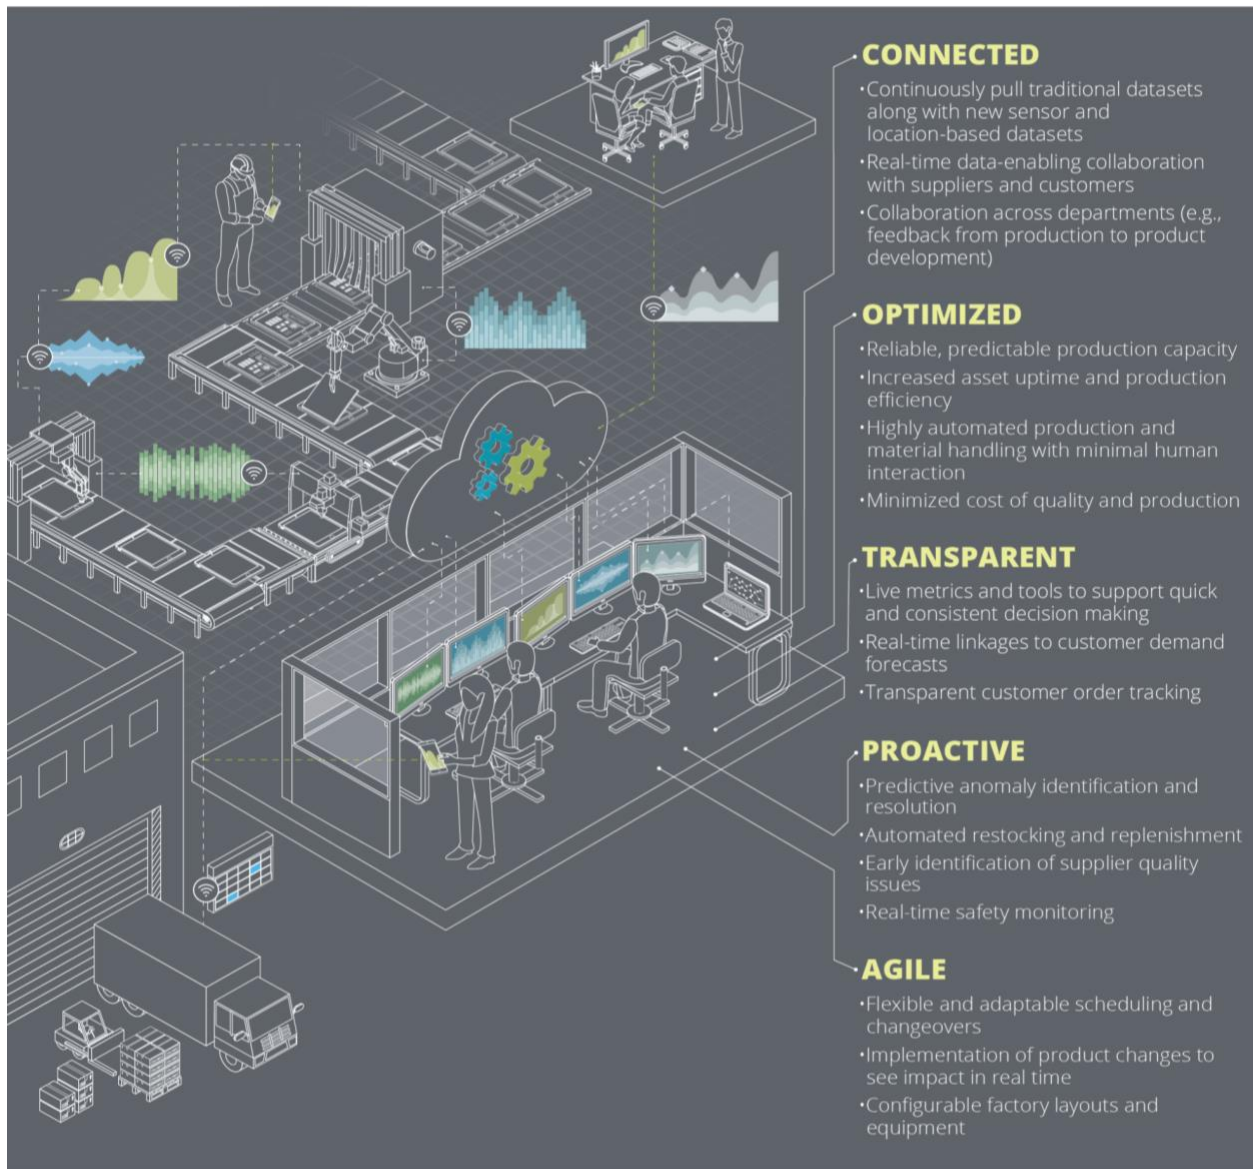 CONNECTED
•Continuously pull traditional datasets
along with new sensor and
location-based datasets
•Real-time data-enabling collaboration
with suppliers and customers
•Collaboration across departments (e.g.,
feedback from production to product
development)
OPTIMIZED
•Reliable, predictable production capacity
•Increased asset uptime and production
efficiency
•Highly automated production and
material handling with minimal human
interaction
•Minimized cost of quality and production
TRANSPARENT
•Live metrics and tools to support quick
and consistent decision making
•Real-time linkages to customer demand
forecasts
•Transparent customer order tracking
PROACTIVE
•Predictive anomaly identification and
resolution
•Automated restocking and replenishment
•Early identification of supplier quality
issues
•Real-time safety monitoring
AGILE
•Flexible and adaptable scheduling and
changeovers
•Implementation of product changes to
see impact in real time
•Configurable factory layouts and
equipment